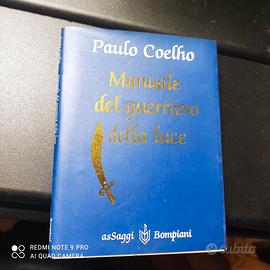 Paulo Coelho
Manuale
del guerriero
della luce
asSaggi Bompiani
REDMI NOTE 9 PRO
AI QUAD CAMERA
subito